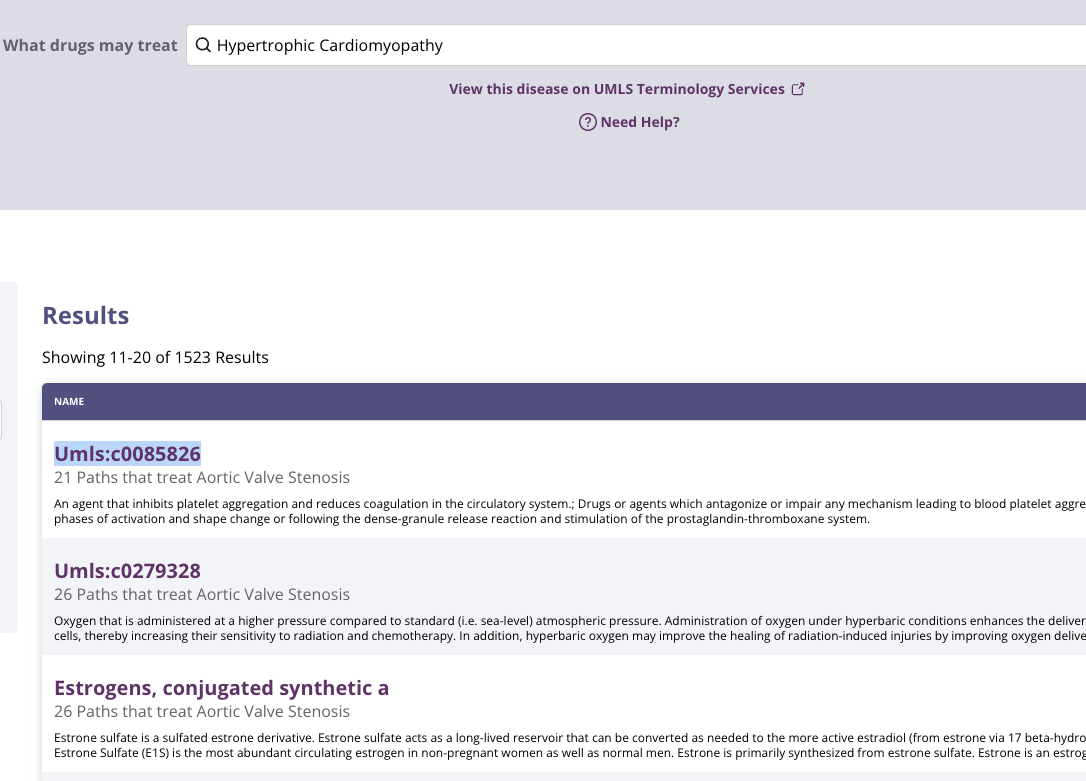 What drugs may treat
Hypertrophic Cardiomyopathy
View this disease on UMLS Terminology Services
Need Help?
Results
Showing 11-20 of 1523 Results
NAME
Umls:c0085826
21 Paths that treat Aortic Valve Stenosis
An agent that inhibits platelet aggregation and reduces coagulation in the circulatory system.; Drugs or agents which antagonize or impair any mechanism leading to blood platelet aggre
phases of activation and shape change or following the dense-granule release reaction and stimulation of the prostaglandin-thromboxane system.
Umls:c0279328
26 Paths that treat Aortic Valve Stenosis
Oxygen that is administered at a higher pressure compared to standard (i.e. sea-level) atmospheric pressure. Administration of oxygen under hyperbaric conditions enhances the deliver
cells, thereby increasing their sensitivity to radiation and chemotherapy. In addition, hyperbaric oxygen may improve the healing of radiation-induced injuries by improving oxygen delive
Estrogens, conjugated synthetic a
26 Paths that treat Aortic Valve Stenosis
Estrone sulfate is a sulfated estrone derivative. Estrone sulfate acts as a long-lived reservoir that can be converted as needed to the more active estradiol (from estrone via 17 beta-hydro
Estrone Sulfate (E1S) is the most abundant circulating estrogen in non-pregnant women as well as normal men. Estrone is primarily synthesized from estrone sulfate. Estrone is an estrog